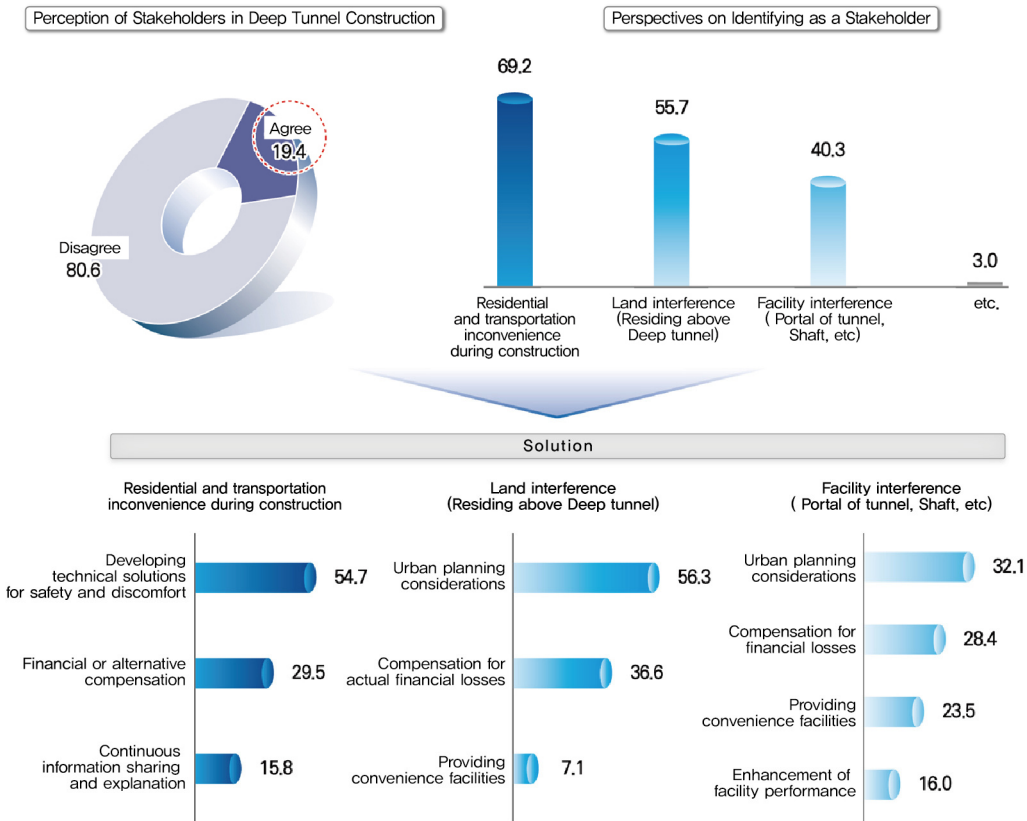 Perception of Stakeholders in Deep Tunnel Construction
Perspectives on Identifying as a Stakeholder
Agree
19.4
Disagree
80.6
69.2
55.7
40.3
3.0
Residential
and transportation
inconvenience
during construction
Land interference
(Residing above
Deep tunnel)
Facility interference
( Portal of tunnel,
Shaft, etc)
etc.
Solution
Residential and transportation
inconvenience during construction
Developing
technical solutions
for safety and discomfort
54.7
Financial or alternative
compensation
29.5
Continuous
information sharing
and explanation
15.8
Land interference
(Residing above Deep tunnel)
Urban planning
considerations
56.3
Compensation for
actual financial losses
36.6
Providing
convenience facilities
7.1
Facility interference
( Portal of tunnel, Shaft, etc)
Urban planning
considerations
32.1
Compensation for
financial losses
28.4
Providing
convenience facilities
23.5
Enhancement of
facility performance
16.0